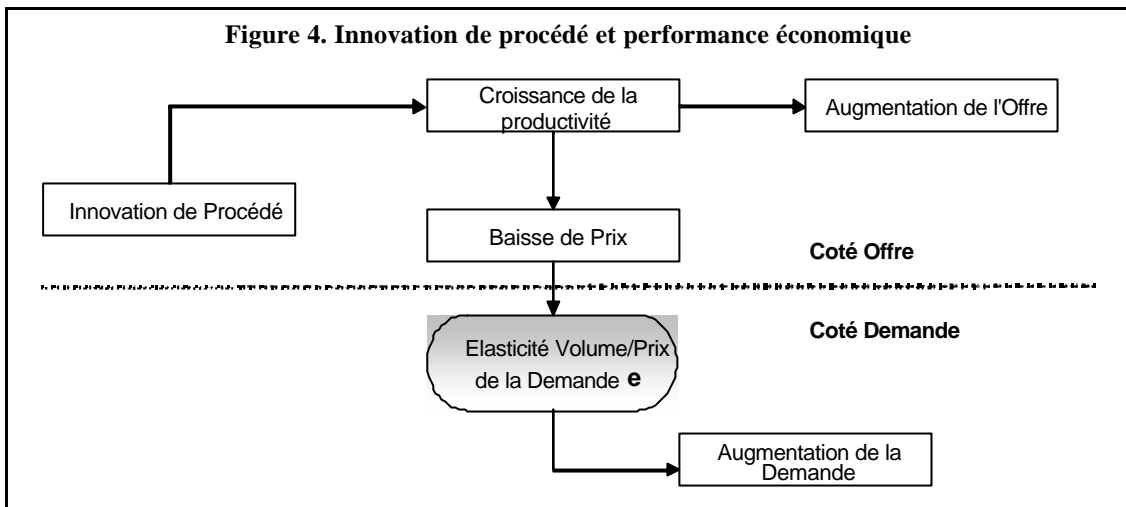 Figure 4. Innovation de procédé et performance économique
Croissance de la
productivité
Augmentation de l'Offre
Innovation de Procédé
Baisse de Prix
Coté Offre
Coté Demande
Elasticité Volume/Prix
de la Demande e
Augmentation de la
Demande